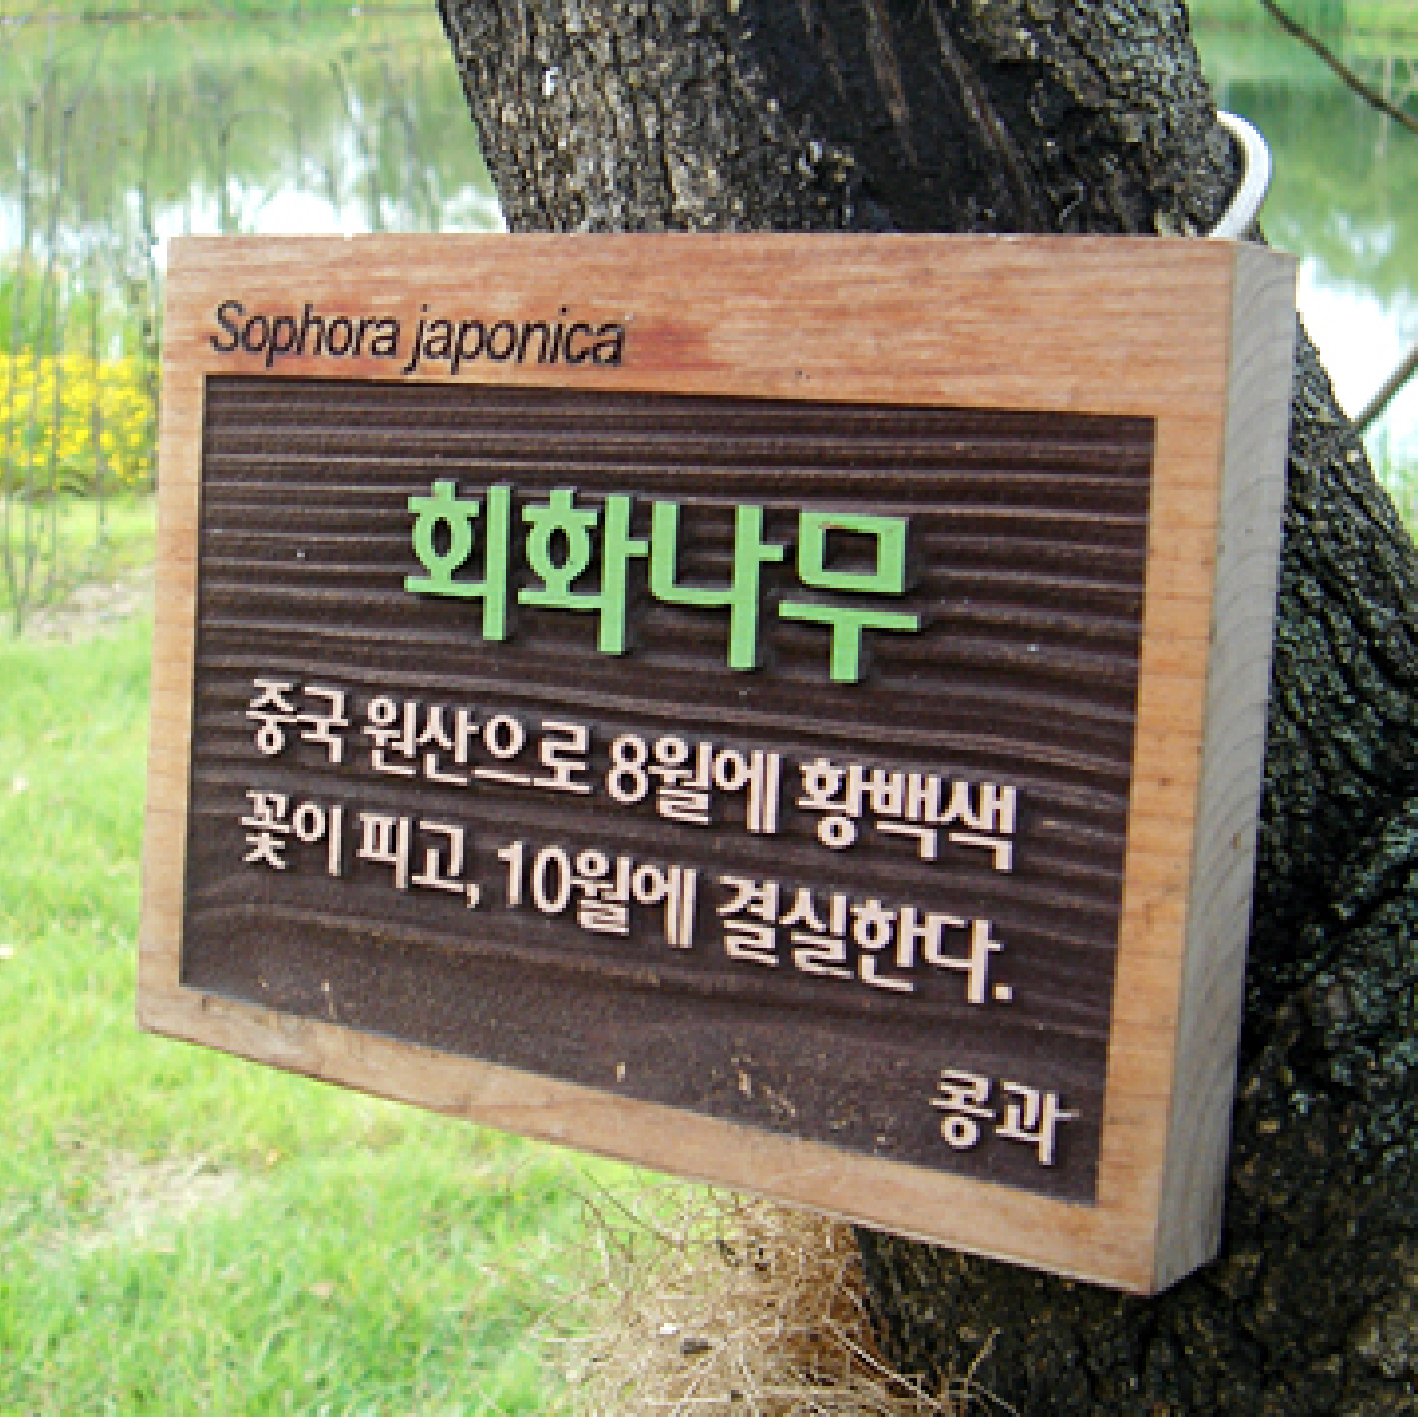 Sophora japonica
회화나무
중국 원산으로 8월에 황백색
꽃이 피고, 10월에 결실한다.
콩과